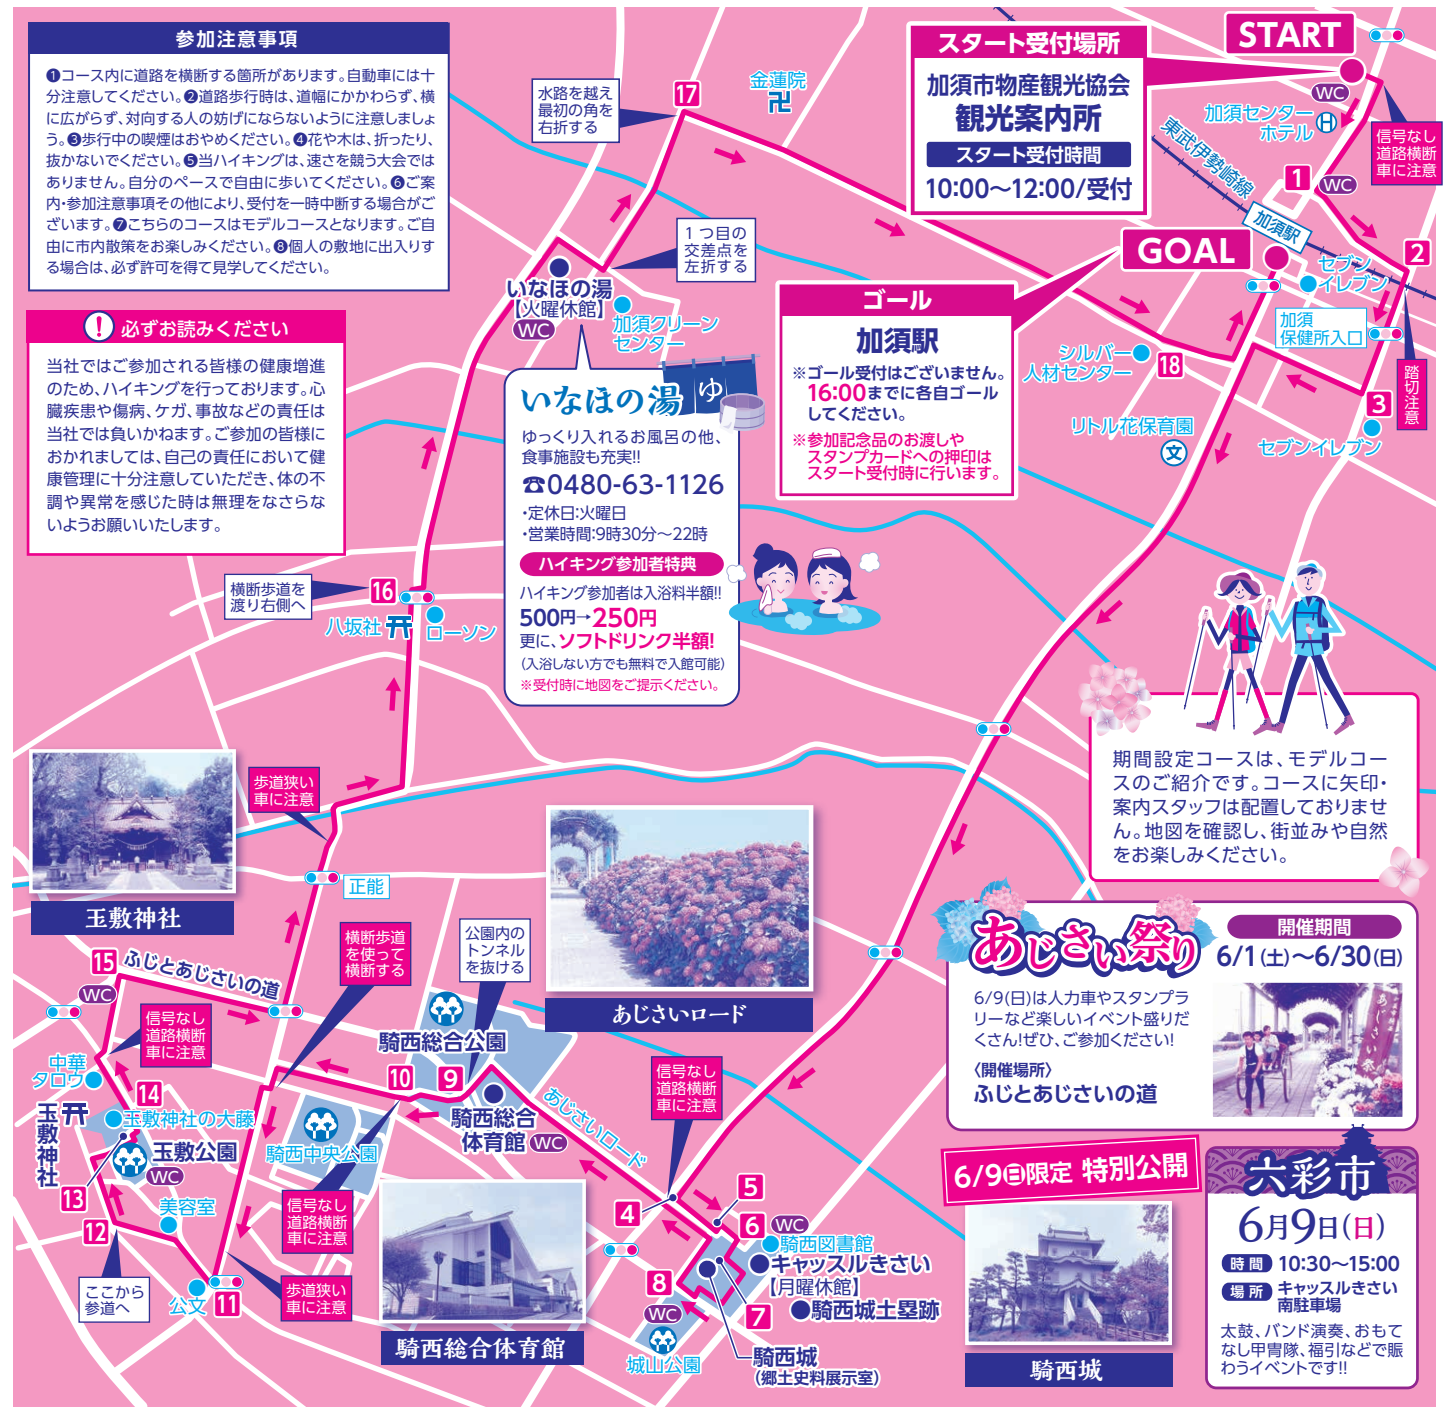 参加注意事項
❶コース内に道路を横断する箇所があります。自動車には十
分注意してください。❷道路歩行時は、道幅にかかわらず、横
に広がらず、対向する人の妨げにならないように注意しましょ
う。❸歩行中の喫煙はおやめください。❹花や木は、折ったり、
抜かないでください。❺当ハイキングは、速さを競う大会では
ありません。自分のペースで自由に歩いてください。❻ご案
内・参加注意事項その他により、受付を一時中断する場合がご
ざいます。❼こちらのコースはモデルコースとなります。ご自
由に市内散策をお楽しみください。❽個人の敷地に出入りす
る場合は、必ず許可を得て見学してください。
! 必ずお読みください
当社ではご参加される皆様の健康増進
のため、ハイキングを行っております。心
臓疾患や傷病、ケガ、事故などの責任は
当社では負いかねます。ご参加の皆様に
おかれましては、自己の責任において健
康管理に十分注意していただき、体の不
調や異常を感じた時は無理をなさらな
いようお願いいたします。
水路を越え
最初の角を
右折する
17
金蓮院
卍
スタート受付場所
加須市物産観光協会
観光案内所
スタート受付時間
10:00〜12:00/受付
START
WC
加須センター
ホテル
H
信号なし
道路横断
車に注意
東武伊勢崎線
1
WC
加須駅
2
GOAL
セブン
イレブン
加須
保健所入口
踏切注意
3
セブンイレブン
ゴール
加須駅
※ゴール受付はございません。
16:00までに各自ゴール
してください。
※参加記念品のお渡しや
スタンプカードへの押印は
スタート受付時に行います。
シルバー
人材センター
18
リトル花保育園
文
1つ目の
交差点を
左折する
いなほの湯
【火曜休館】
WC
加須クリーン
センター
いなほの湯
ゆ
ゆっくり入れるお風呂の他、
食事施設も充実!!
☎0480-63-1126
・定休日:火曜日
・営業時間:9時30分〜22時
ハイキング参加者特典
ハイキング参加者は入浴料半額!!
500円→250円
更に、ソフトドリンク半額!
(入浴しない方でも無料で入館可能)
※受付時に地図をご提示ください。
横断歩道を
渡り右側へ
16
八坂社
ローソン
期間設定コースは、モデルコー
スのご紹介です。コースに矢印・
案内スタッフは配置しておりませ
ん。地図を確認し、街並みや自然
をお楽しみください。
歩道狭い
車に注意
玉敷神社
正能
あじさいロード
横断歩道
を使って
横断する
公園内の
トンネル
を抜ける
15
ふじとあじさいの道
WC
信号なし
道路横断
車に注意
中華
タロウ
14
玉敷神社
玉敷神社の大藤
玉敷公園
WC
13
12
美容室
ここから
参道へ
公文
11
歩道狭い
車に注意
騎西中央公園
信号なし
道路横断
車に注意
騎西総合公園
10
9
騎西総合
体育館
WC
あじさいロード
信号なし
道路横断
車に注意
騎西総合体育館
4
5
6
WC
騎西図書館
キャッスルきさい
【月曜休館】
騎西城土塁跡
7
8
WC
城山公園
騎西城
(郷土史料展示室)
あじさい祭り
開催期間
6/1(土)〜6/30(日)
6/9(日)は人力車やスタンプラ
リーなど楽しいイベント盛りだ
くさん!ぜひ、ご参加ください!
〈開催場所〉
ふじとあじさいの道
あじさい祭
6/9(日)限定 特別公開
騎西城
六彩市
6月9日(日)
時間 10:30〜15:00
場所 キャッスルきさい
南駐車場
太鼓、バンド演奏、おもて
なし甲冑隊、福引などで賑
わうイベントです!!